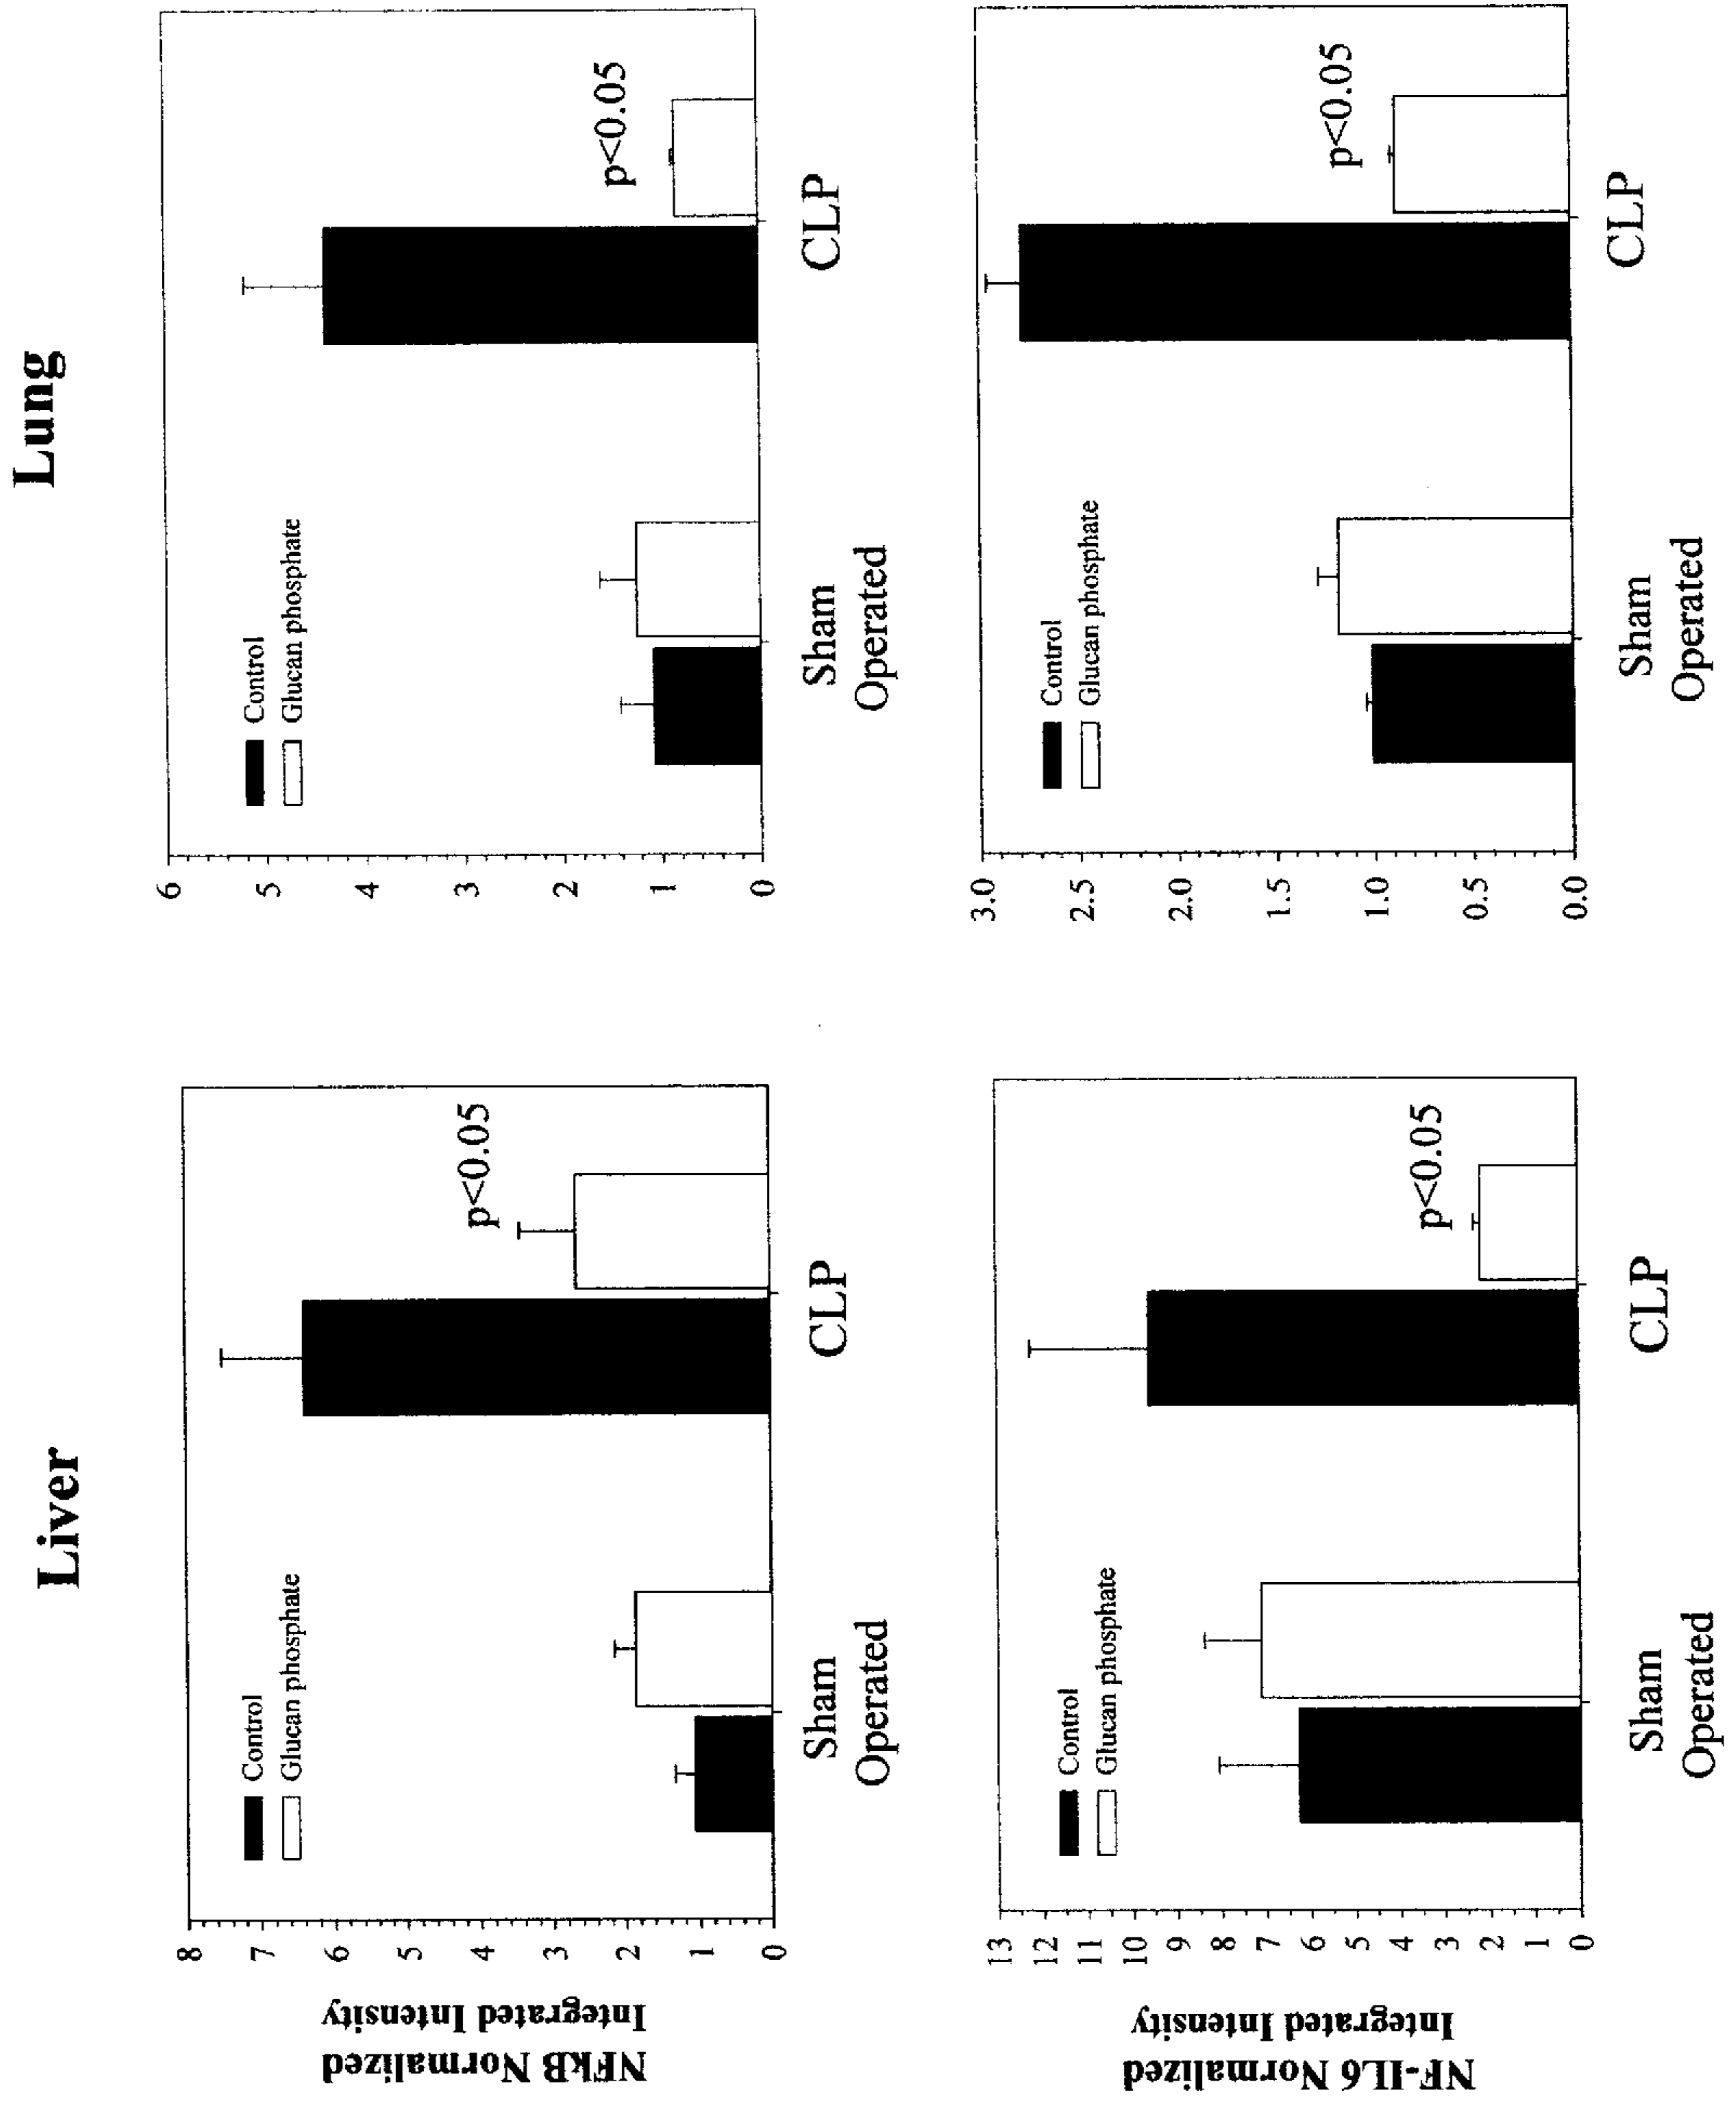 Liver
Lung
NFkB Normalized
Integrated Intensity
8
7
6
5
4
3
2
1
0
Control
Glucan phosphate
p<0.05
Sham
Operated
CLP
6
5
4
3
2
1
0
Control
Glucan phosphate
p<0.05
Sham
Operated
CLP
NF-IL6 Normalized
Integrated Intensity
13
12
11
10
9
8
7
6
5
4
3
2
1
0
Control
Glucan phosphate
p<0.05
Sham
Operated
CLP
3.0
2.5
2.0
1.5
1.0
0.5
0.0
Control
Glucan phosphate
p<0.05
Sham
Operated
CLP